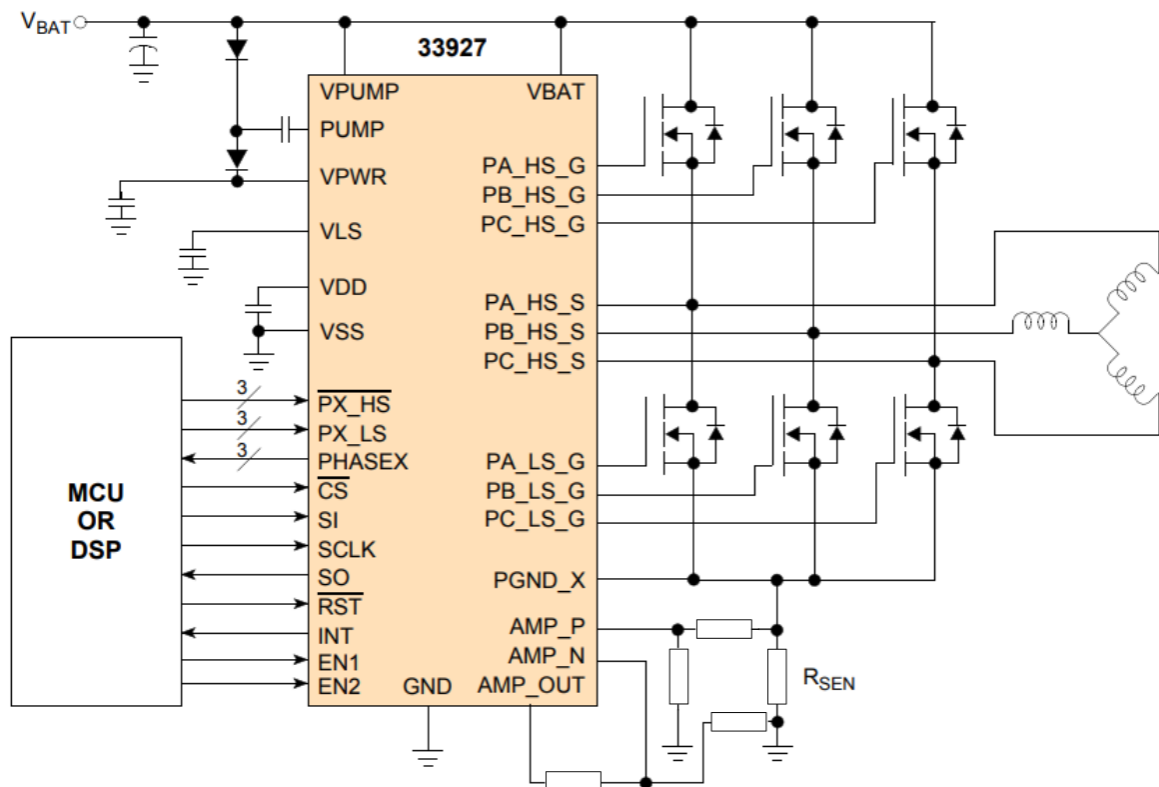 V_BAT
33927
VPUMP
VBAT
PUMP
VPWR
VLS
VDD
VSS
PX_HS
PX_LS
PHASEX
CS
SI
SCLK
SO
RST
INT
EN1
EN2
GND
3
3
3
MCU
OR
DSP
PA_HS_G
PB_HS_G
PC_HS_G
PA_HS_S
PB_HS_S
PC_HS_S
PA_LS_G
PB_LS_G
PC_LS_G
PGND_X
AMP_P
AMP_N
AMP_OUT
R_SEN